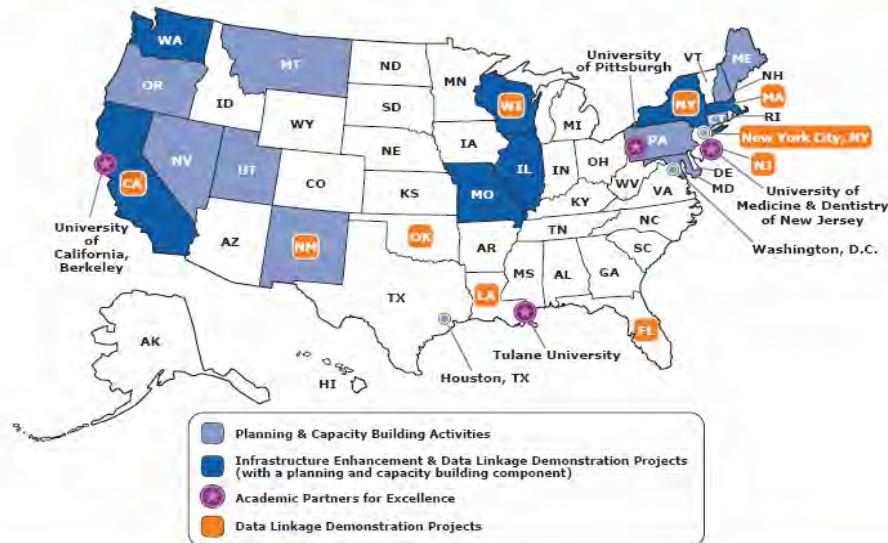 WA
MT
ND
MN
University
of Pittsburgh
VT
ME
NH
OR
ID
SD
WI
NY
MA
RI
WY
MI
New York City, NY
PA
NV
UT
NE
IA
IL
IN
OH
NJ
CA
CO
KS
MO
WV
VA
DE
MD
University of
Medicine & Dentistry
of New Jersey
KY
University
of
California,
Berkeley
AZ
NM
OK
AR
TN
NC
SC
Washington, D.C.
MS
AL
GA
TX
LA
FL
AK
Tulane University
Houston, TX
HI
Planning & Capacity Building Activities
Infrastructure Enhancement & Data Linkage Demonstration Projects
(with a planning and capacity building component)
Academic Partners for Excellence
Data Linkage Demonstration Projects